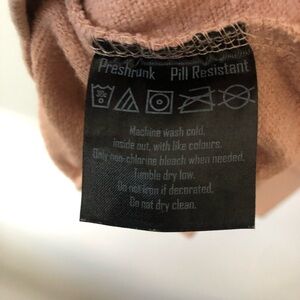 Preshrunk Pill Resistant
Machine wash cold,
inside out, with like colours.
Only non-chlorine bleach when needed.
Tumble dry low.
Do not iron if decorated.
Do not dry clean.